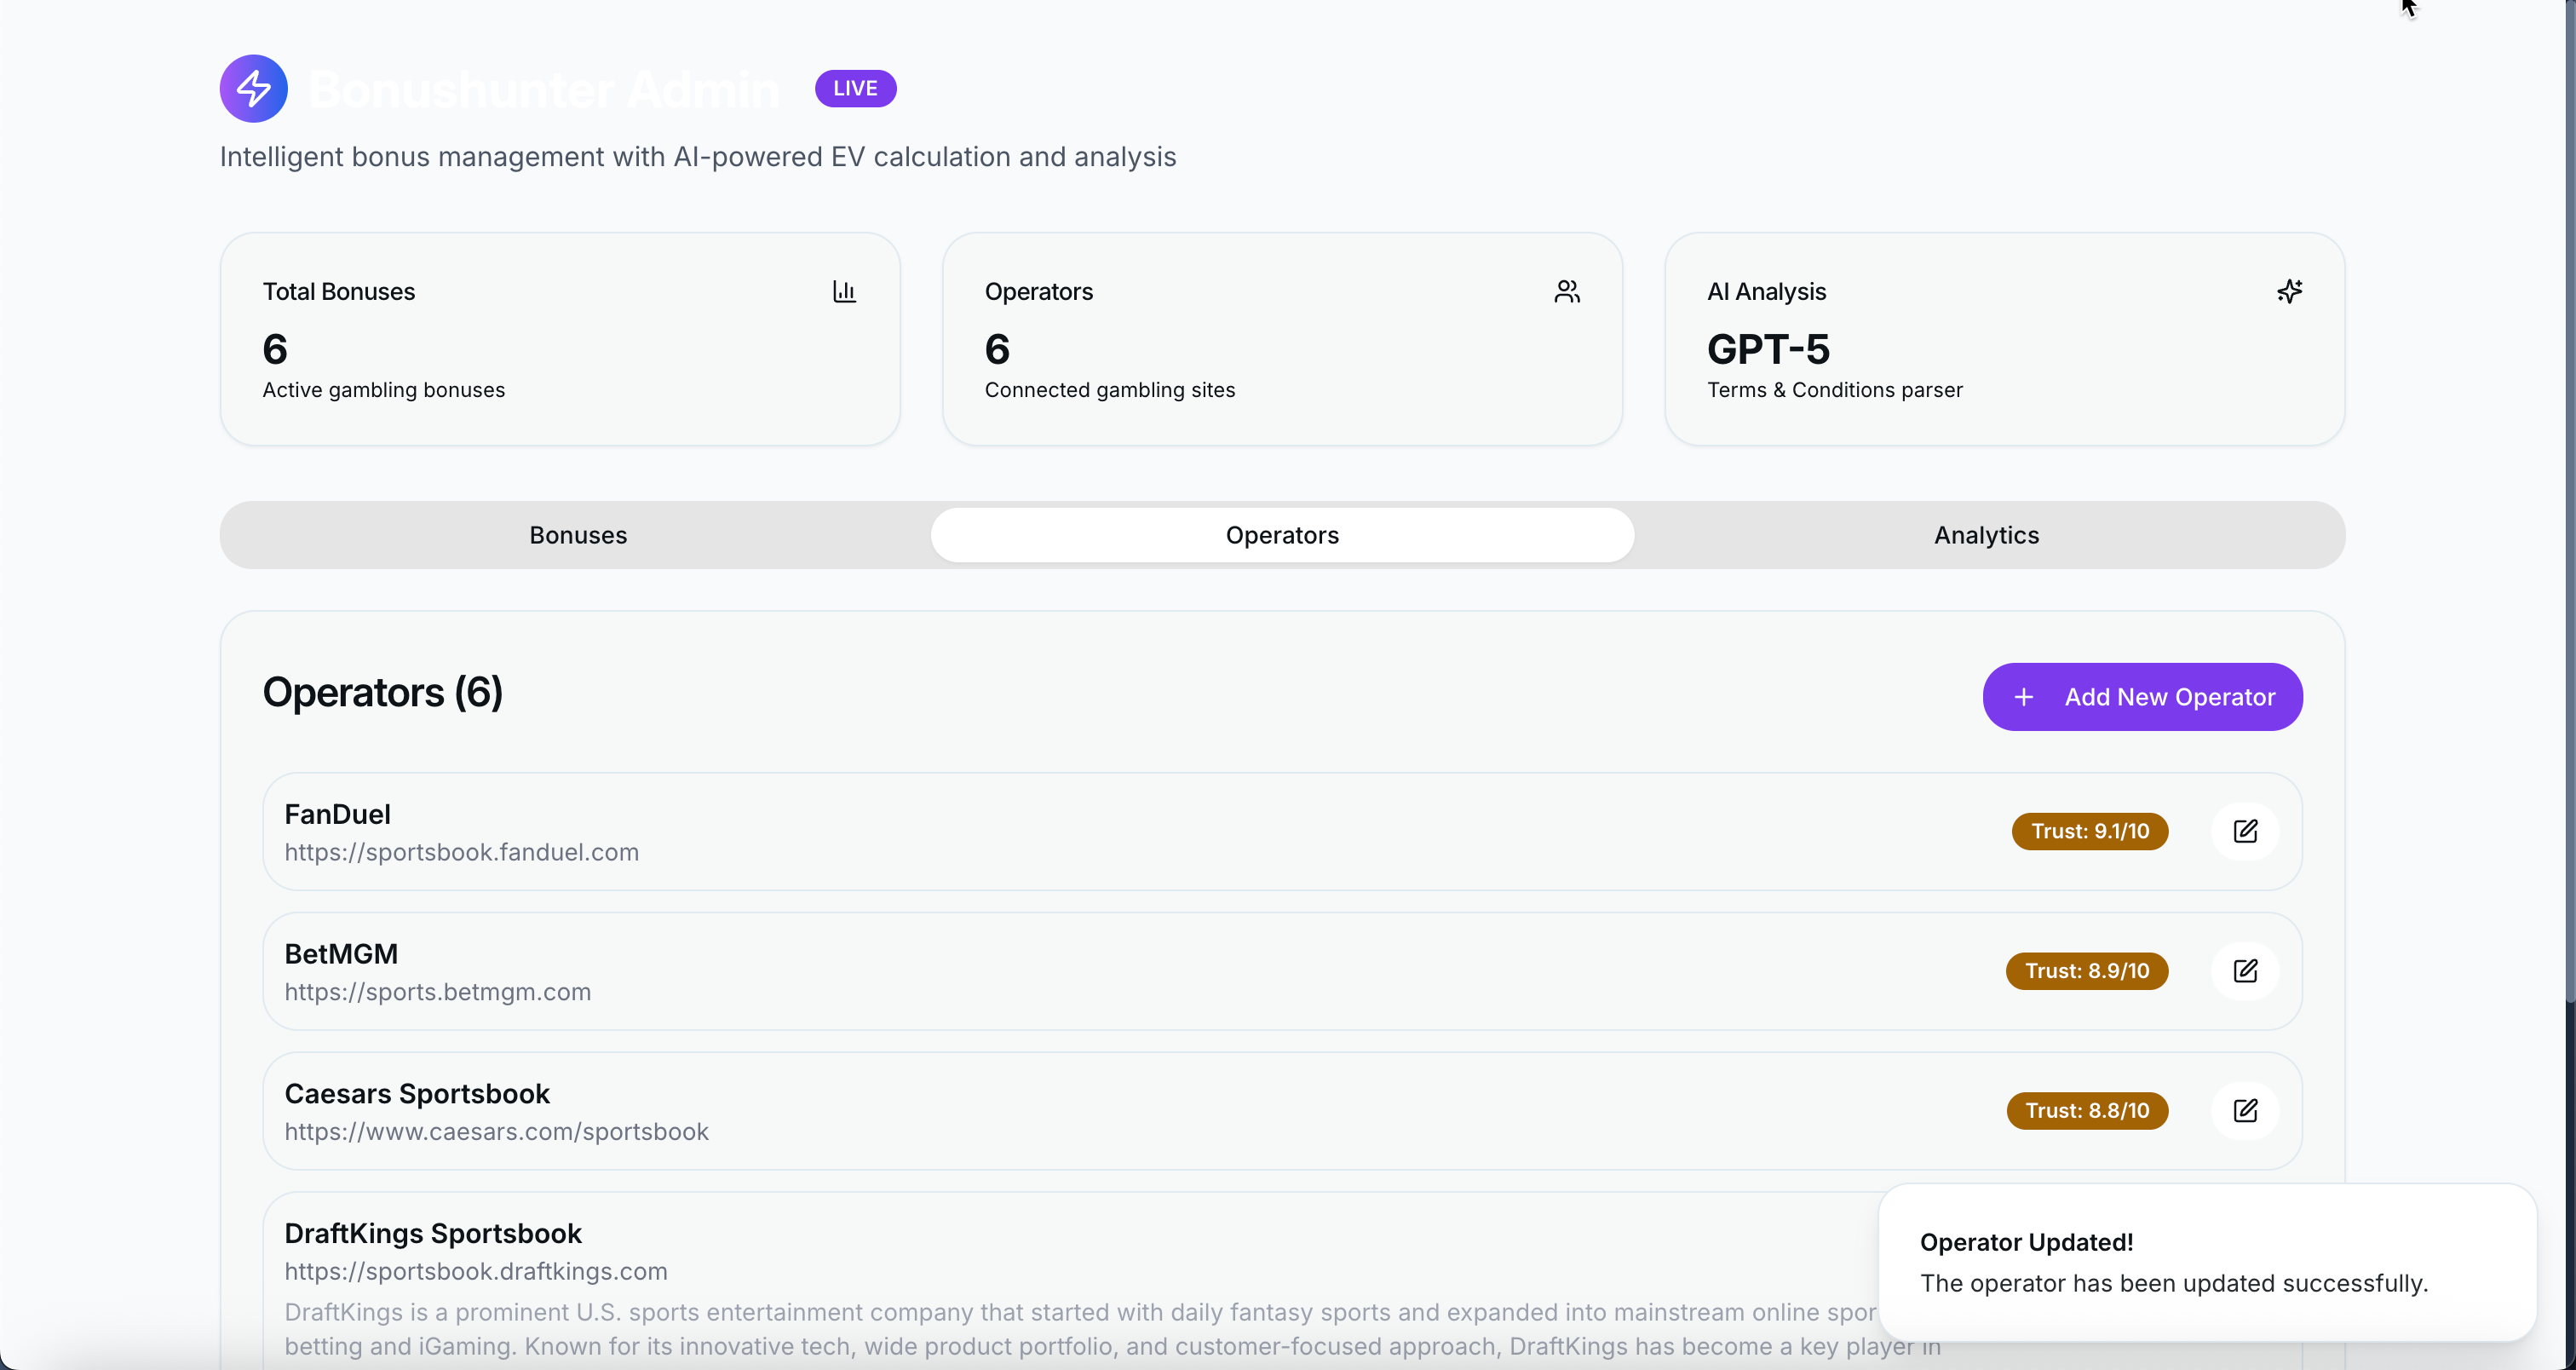 Bonushunter Admin
LIVE
Intelligent bonus management with AI-powered EV calculation and analysis
Total Bonuses
6
Active gambling bonuses
Operators
6
Connected gambling sites
AI Analysis
GPT-5
Terms & Conditions parser
Bonuses
Operators
Analytics
Operators (6)
Add New Operator
FanDuel
https://sportsbook.fanduel.com
Trust: 9.1/10
BetMGM
https://sports.betmgm.com
Trust: 8.9/10
Caesars Sportsbook
https://www.caesars.com/sportsbook
Trust: 8.8/10
DraftKings Sportsbook
https://sportsbook.draftkings.com
DraftKings is a prominent U.S. sports entertainment company that started with daily fantasy sports and expanded into mainstream online
betting and iGaming. Known for its innovative tech, wide product portfolio, and customer-focused approach, DraftKings has become a key player in
Operator Updated!
The operator has been updated successfully.